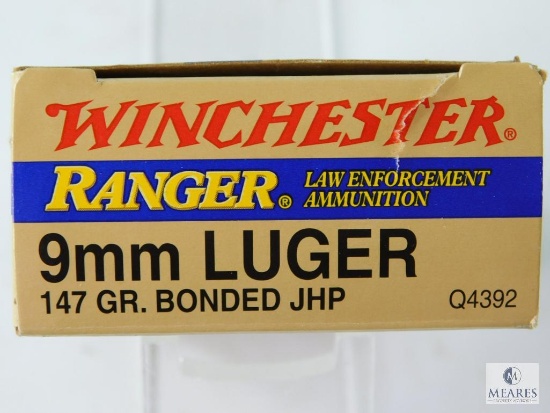 WINCHESTER®
RANGER® LAW ENFORCEMENT AMMUNITION
9mm LUGER
147 GR. BONDED JHP Q4392
M
MEARES